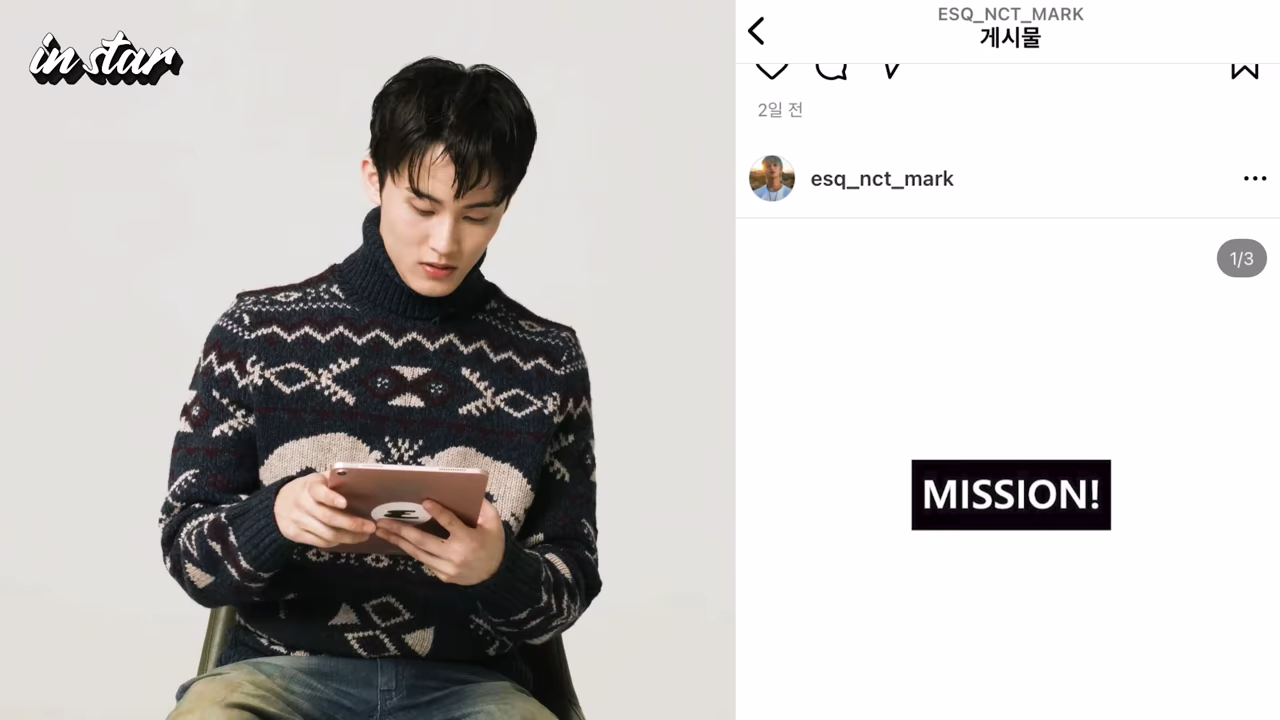 in star
ESQ_NCT_MARK
게시물
2일 전
esq_nct_mark
1/3
MISSION!